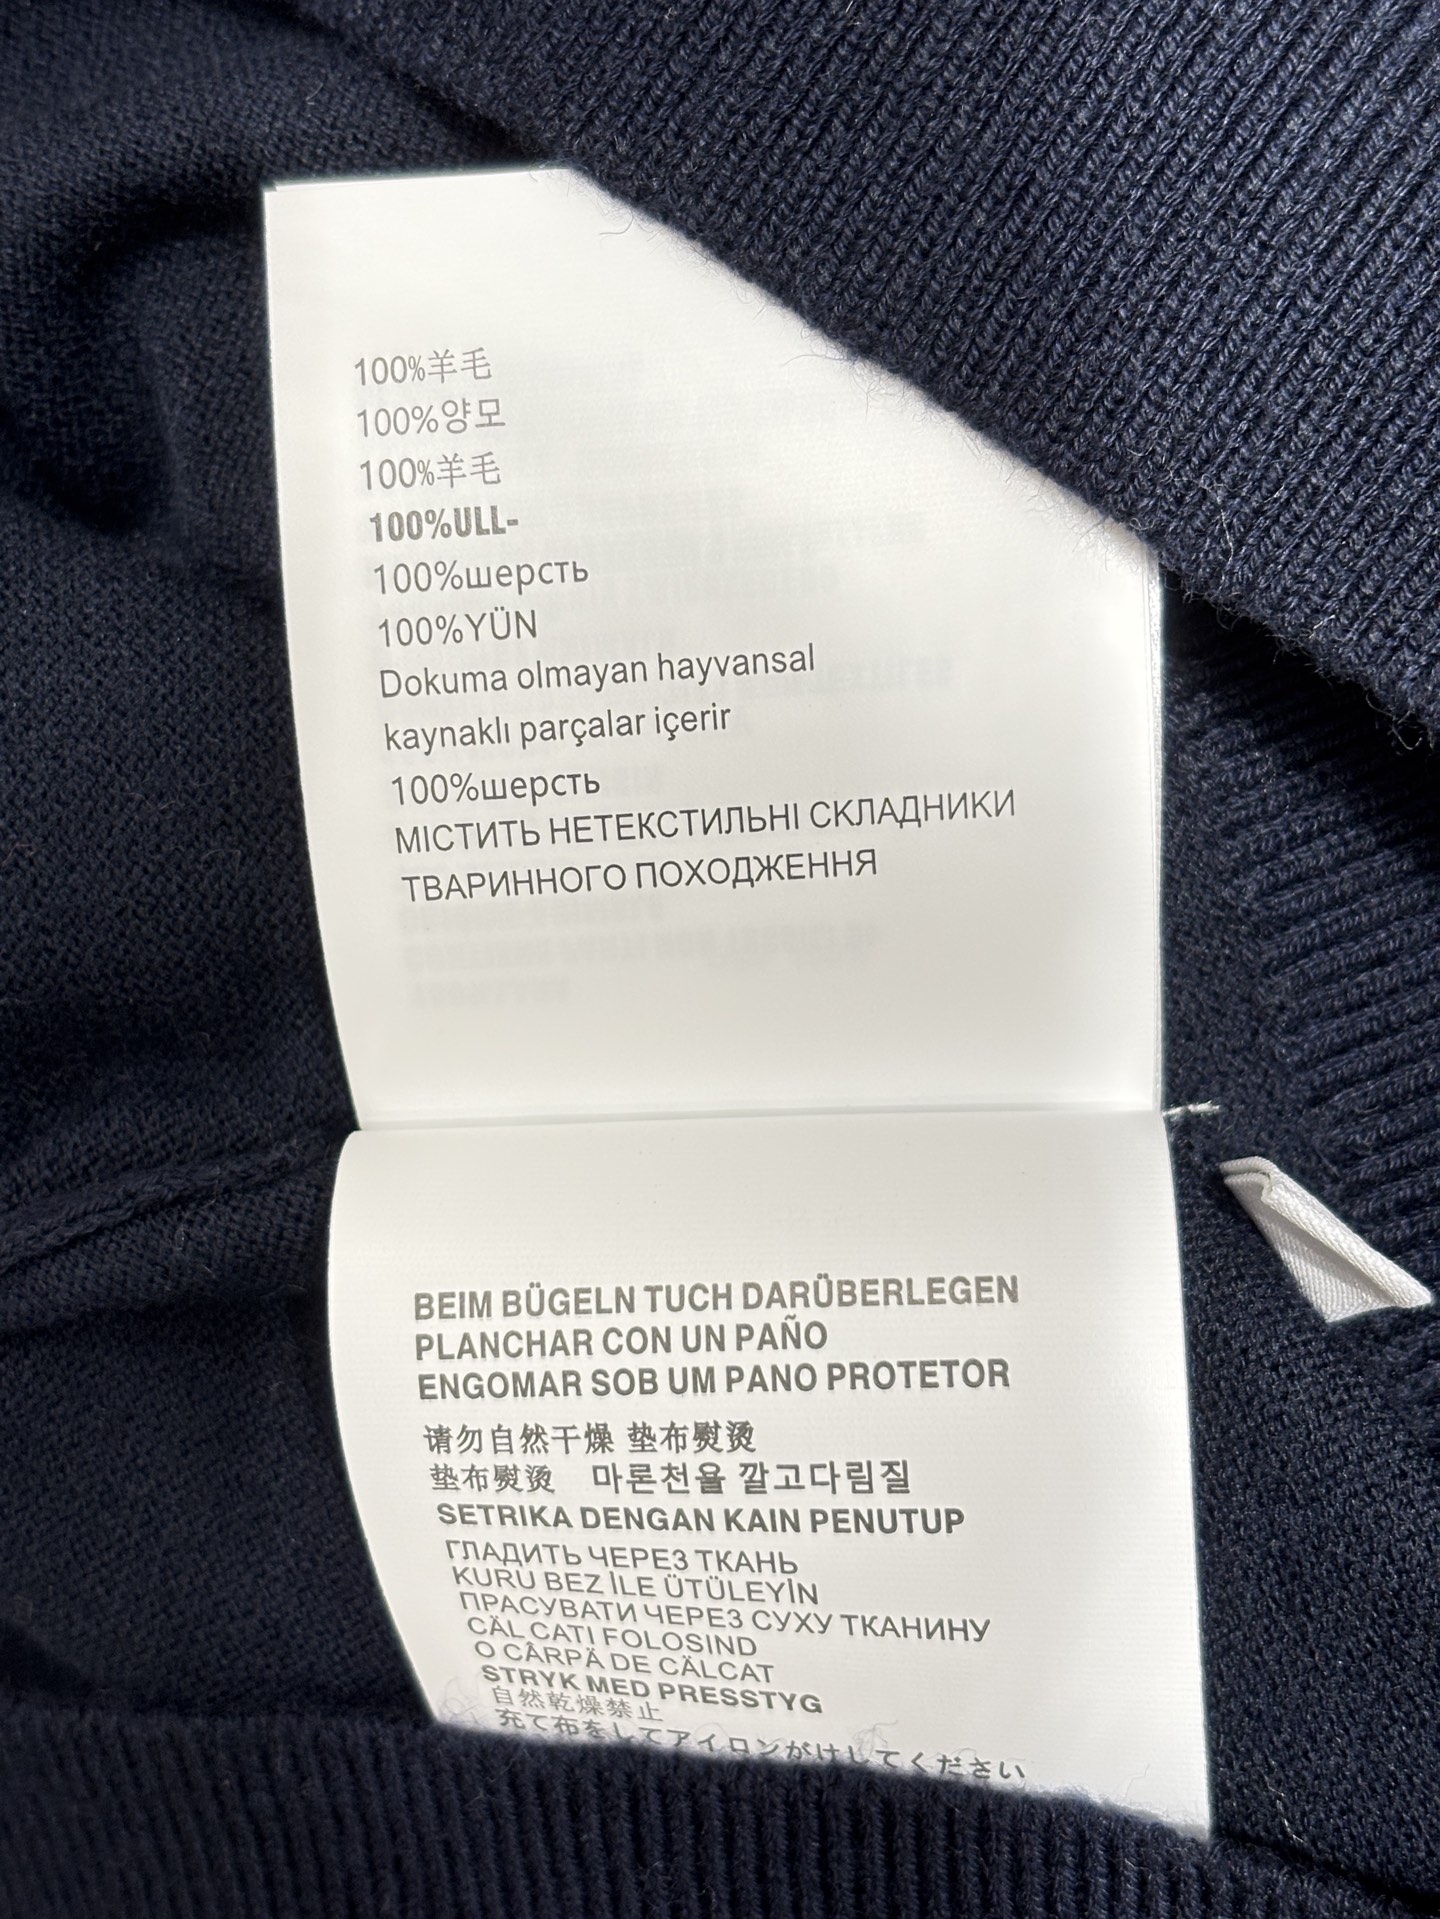 100%羊毛
100%양모
100%羊毛
100%ULL-
100%шерсть
100%YÜN
Dokuma olmayan hayvansal
kaynaklı parçalar içerir
100%шерсть
МІСТИТЬ НЕТЕКСТИЛЬНІ СКЛАДНИКИ
ТВАРИННОГО ПОХОДЖЕННЯ
BEIM BÜGELN TUCH DARÜBERLEGEN
PLANCHAR CON UN PAÑO
ENGOMAR SOB UM PANO PROTETOR
请勿自然干燥 垫布熨烫
垫布熨烫 마른천을 깔고다림질
SETRIKA DENGAN KAIN PENUTUP
ГЛАДИТЬ ЧЕРЕЗ ТКАНЬ
KURU BEZ İLE ÜTÜLEYİN
ПРАСУВАТИ ЧЕРЕЗ СУХУ ТКАНИНУ
CĂLCATI FOLOSIND
O CÂRPĂ DE CĂLCAT
STRYK MED PRESSTYG
自然乾燥禁止
充て布をしてアイロンがけしてください